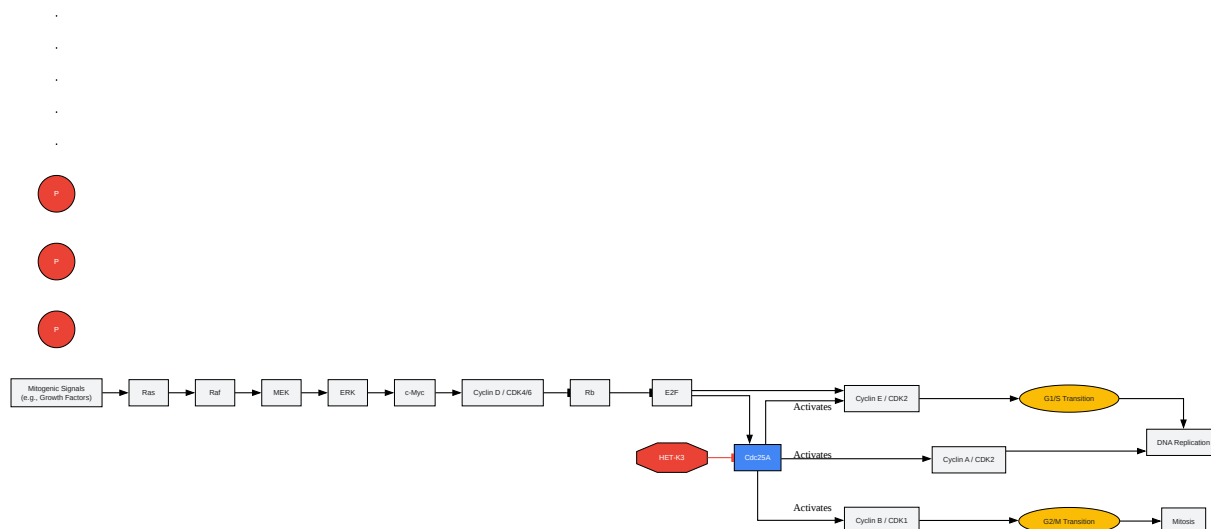 P
P
P
Mitogenic Signals
(e.g., Growth Factors)
Ras
Raf
MEK
ERK
c-Myc
Cyclin D / CDK4/6
Rb
E2F
Activates
Cyclin E / CDK2
G1/S Transition
DNA Replication
HET-K3
Cdc25A
Activates
Cyclin A / CDK2
Activates
Cyclin B / CDK1
G2/M Transition
Mitosis